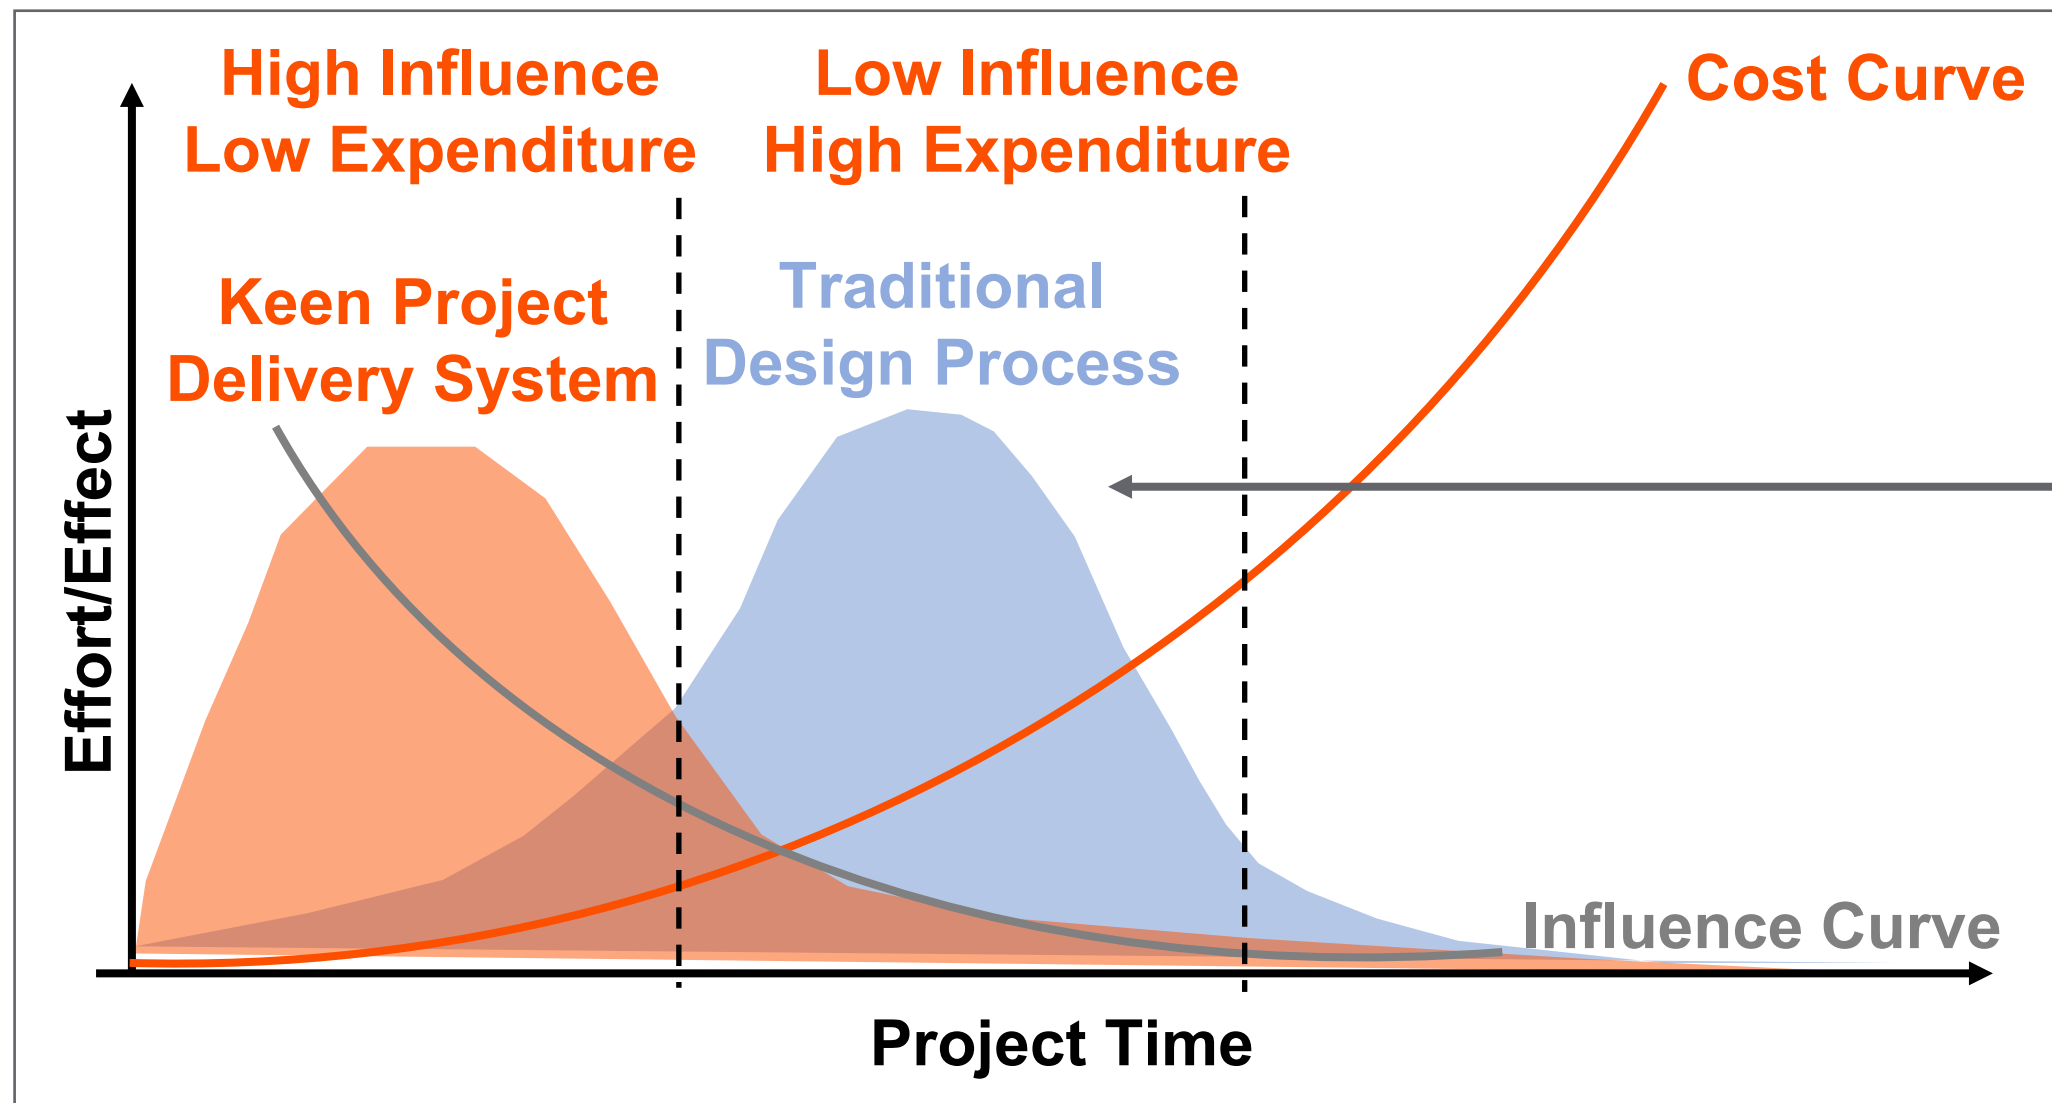 High Influence
Low Expenditure
Low Influence
High Expenditure
Cost Curve
Keen Project
Delivery System
Traditional
Design Process
Effort/Effect
Influence Curve
Project Time